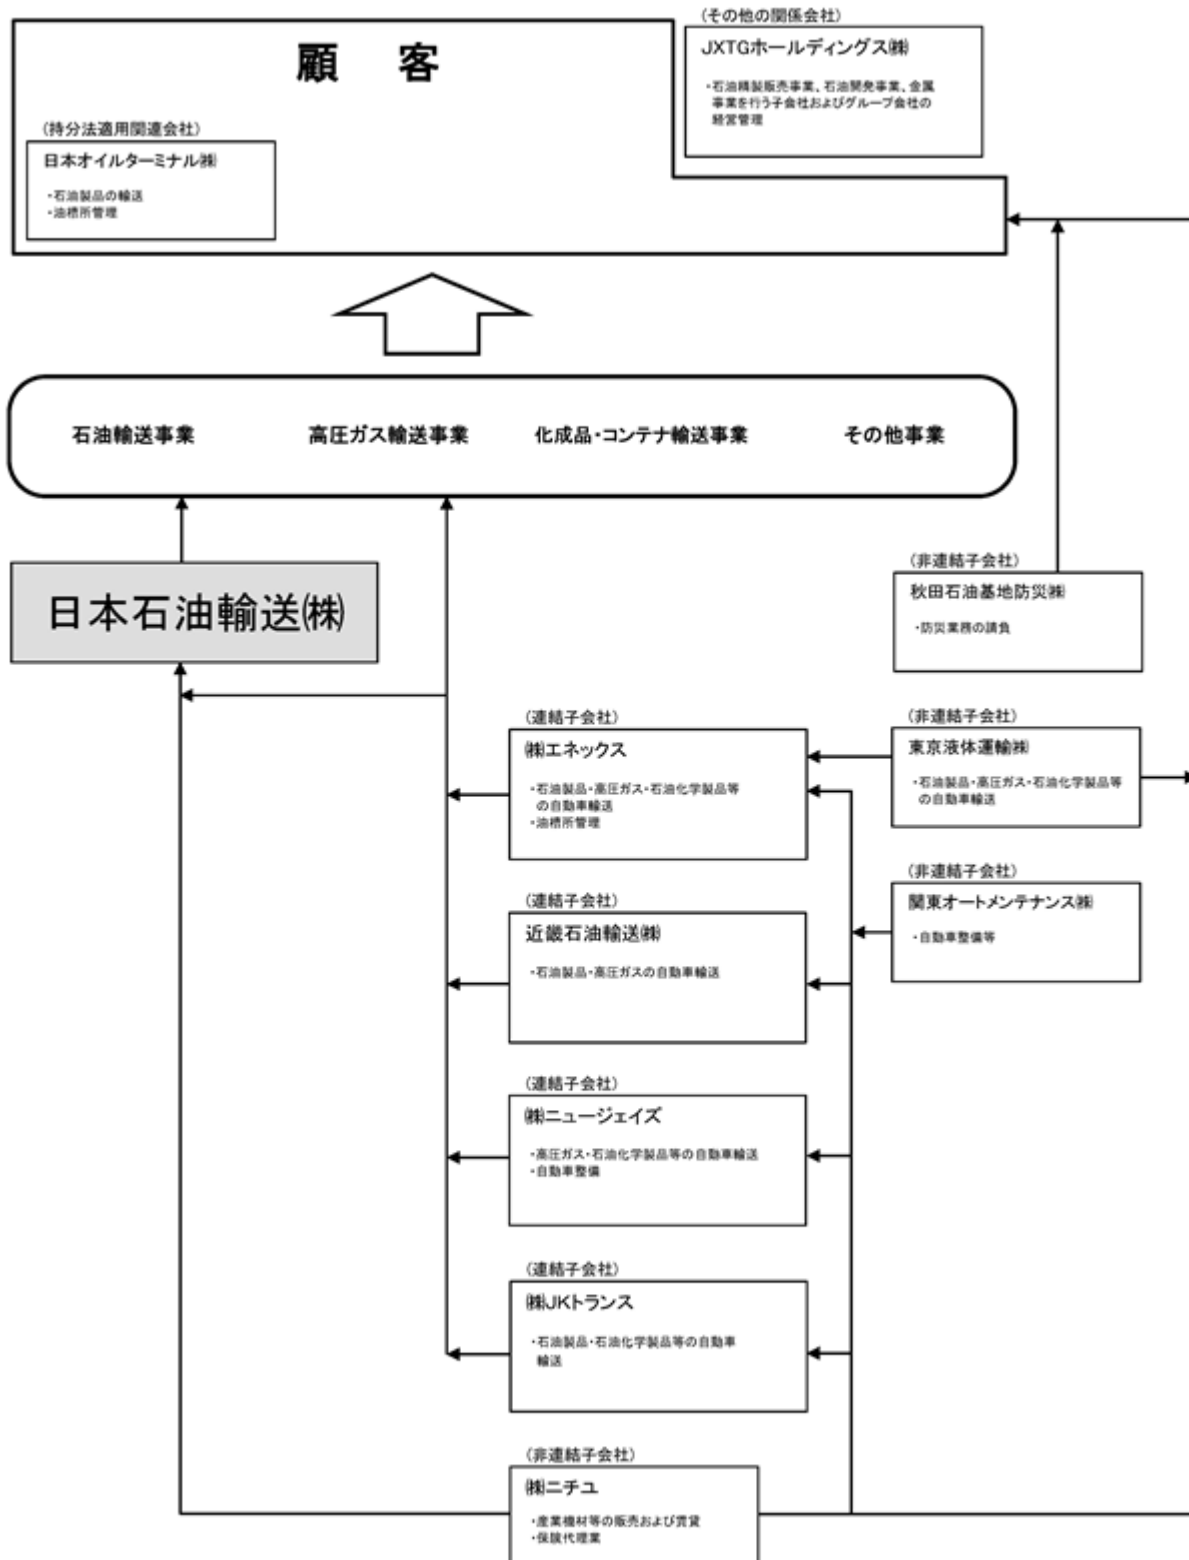 顧　客
(その他の関係会社)
JXTGホールディングス㈱
・石油精製販売事業、石油開発事業、金属
事業を行う子会社およびグループ会社の
経営管理
(持分法適用関連会社)
日本オイルターミナル㈱
・石油製品の輸送
・油槽所管理
石油輸送事業
高圧ガス輸送事業
化成品・コンテナ輸送事業
その他事業
日本石油輸送㈱
(非連結子会社)
秋田石油基地防災㈱
・防災業務の請負
(連結子会社)
㈱エネックス
・石油製品・高圧ガス・石油化学製品等
の自動車輸送
・油槽所管理
(非連結子会社)
東京液体運輸㈱
・石油製品・高圧ガス・石油化学製品等
の自動車輸送
(非連結子会社)
関東オートメンテナンス㈱
・自動車整備等
(連結子会社)
近畿石油輸送㈱
・石油製品・高圧ガスの自動車輸送
(連結子会社)
㈱ニュージェイズ
・高圧ガス・石油化学製品等の自動車輸送
・自動車整備
(連結子会社)
㈱JKトランス
・石油製品・石油化学製品等の自動車
輸送
(非連結子会社)
㈱ニチユ
・産業機材等の販売および賃貸
・保険代理業